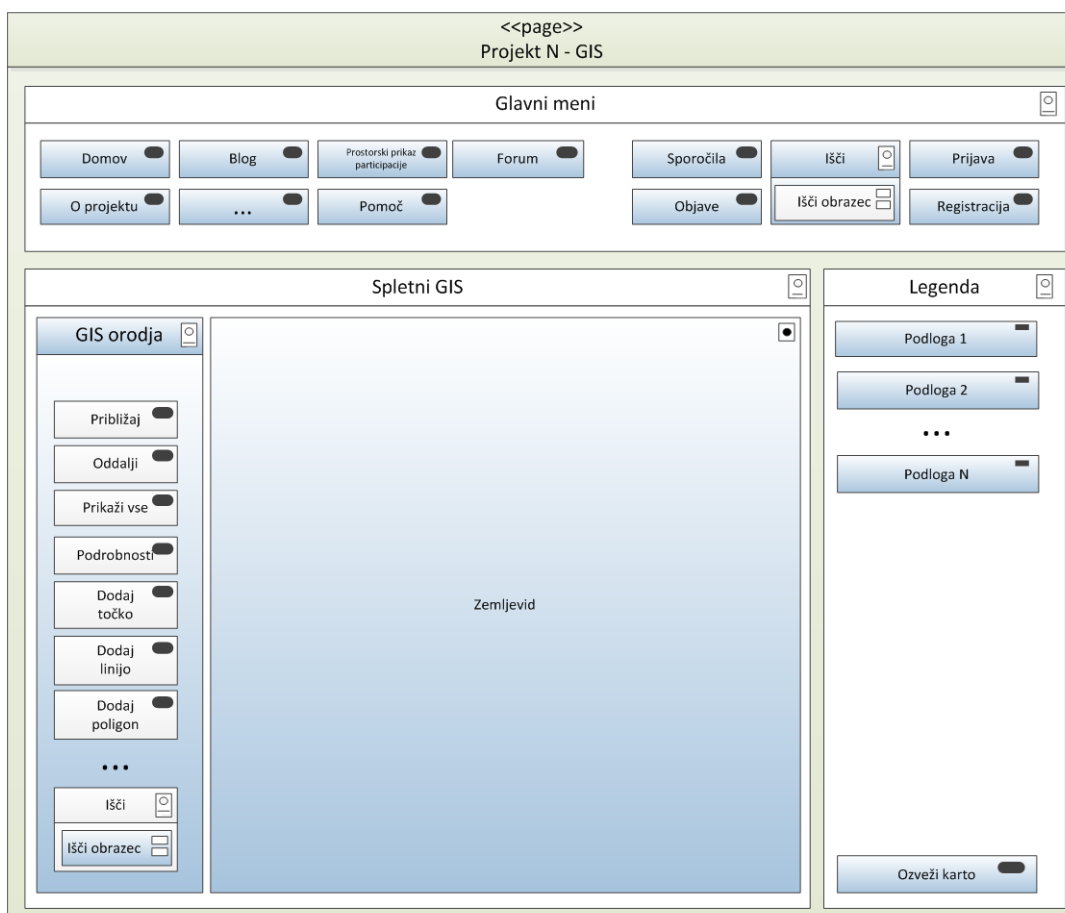 <<page>>
Projekt N - GIS
Glavni meni
Domov
Blog
Prostorski prikaz
participacije
Forum
Sporočila
Išči
Prijava
O projektu
...
Pomoč
Objave
Išči obrazec
Registracija
Spletni GIS
GIS orodja
Približaj
Oddalji
Prikaži vse
Podrobnosti
Dodaj
točko
Dodaj
linijo
Dodaj
poligon
...
Išči
Išči obrazec
Zemljevid
Legenda
Podloga 1
Podloga 2
...
Podloga N
Ozveži karto